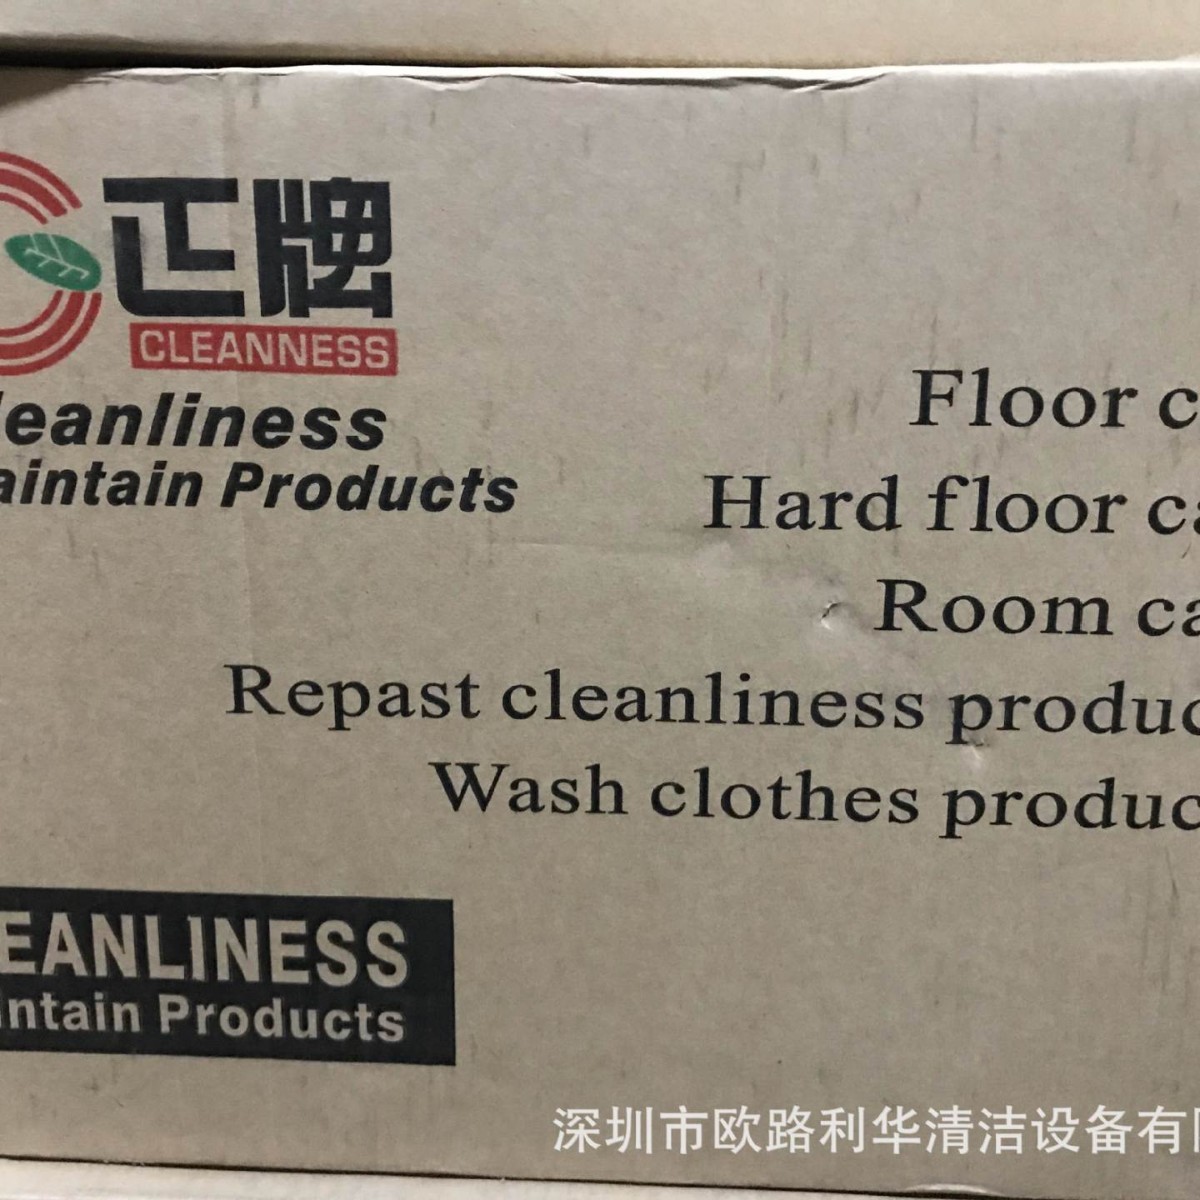 正牌
CLEANNESS
leanliness
aintain Products
Floor c
Hard floor ca
Room ca
Repast cleanliness produc
Wash clothes produc
EANLINESS
intain Products
深圳市欧路利华清洁设备有